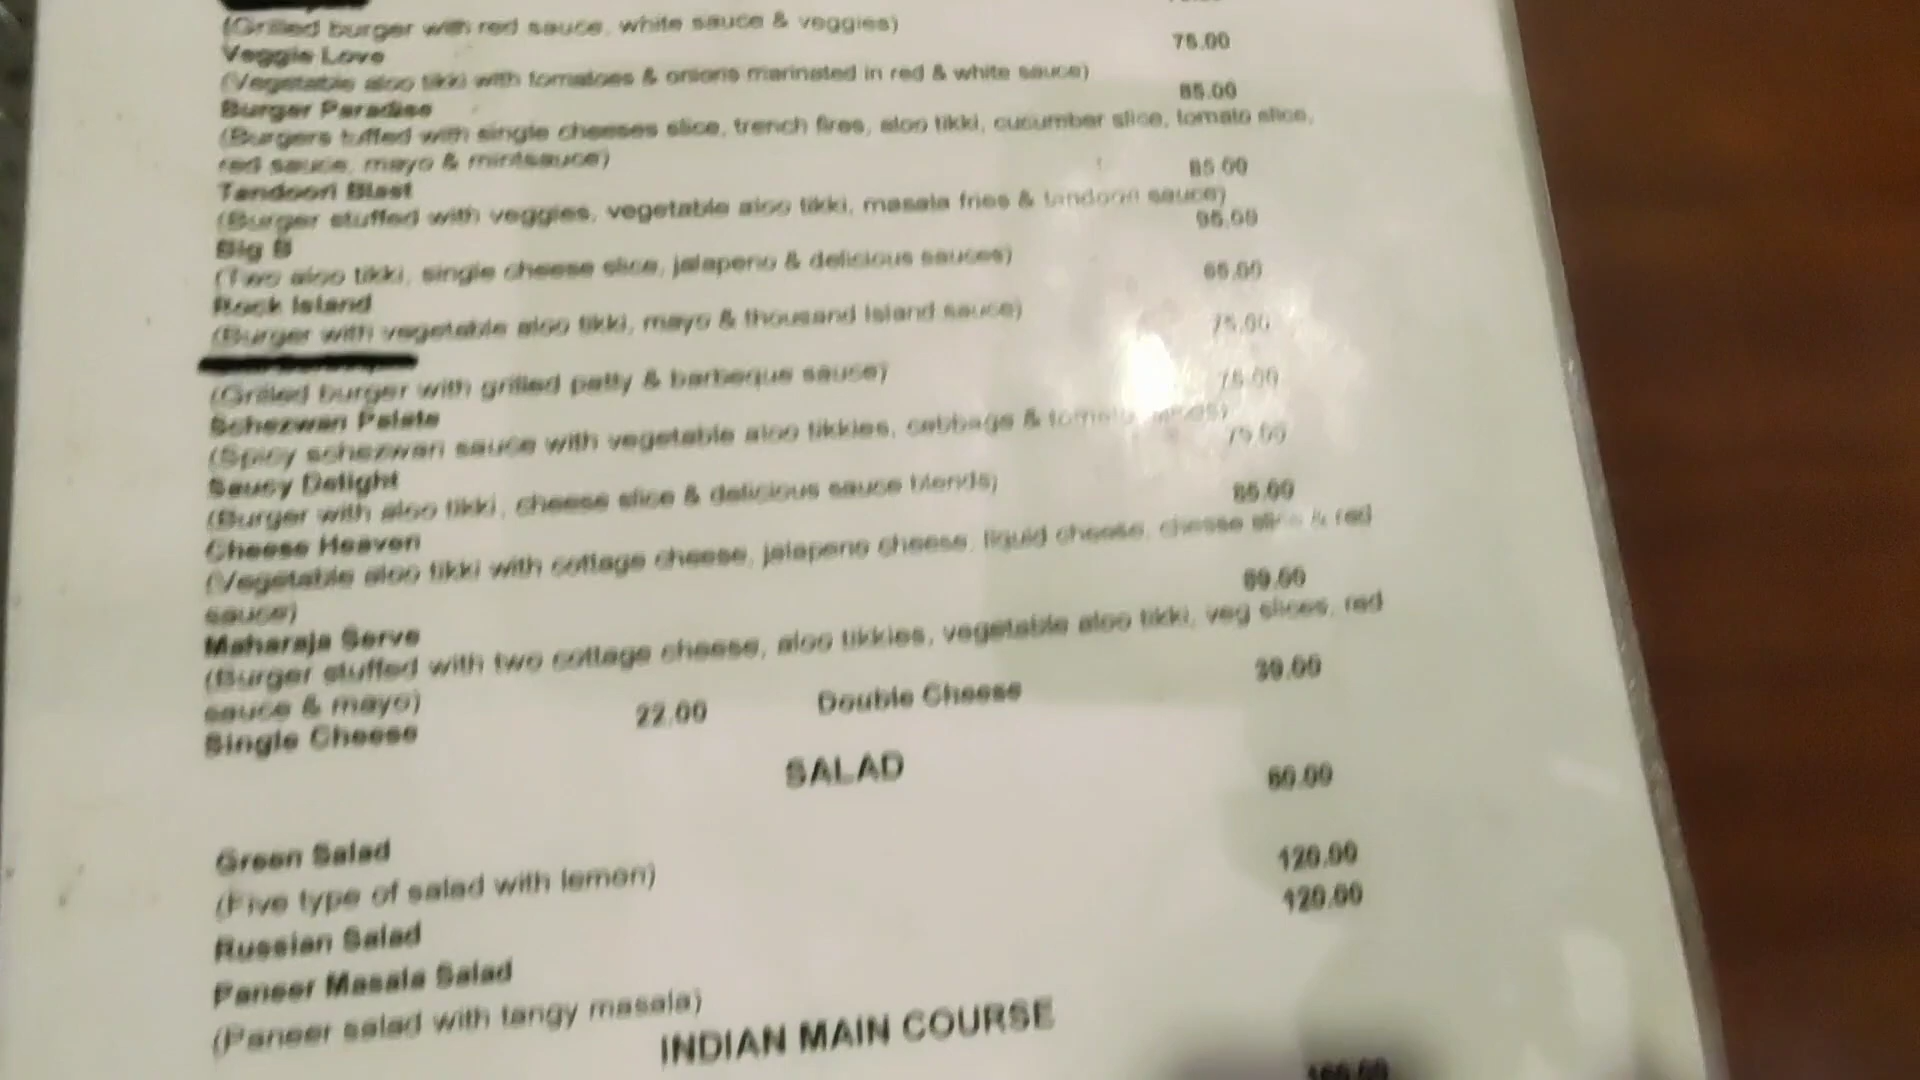 (Grilled burger with red sauce, white sauce & veggies)
Veggie Love 75.00
(Vegetable aloo tikki with tomatoes & onions marinated in red & white sauce)
Burger Paradise 85.00
(Burgers tuffed with single cheeses slice, trench fires, aloo tikki, cucumber slice, tomato slice,
red sauce, mayo & mintsauce)
Tandoori Blast 85.00
(Burger stuffed with veggies, vegetable aloo tikki, masala fries & tandoori sauce)
Big B 95.00
(Two aloo tikki, single cheese slice, jalapeno & delicious sauces)
Rock Island 65.00
(Burger with vegetable aloo tikki, mayo & thousand island sauce)
75.00
(Grilled burger with grilled patty & barbeque sauce)
Schezwan Palate 75.00
(Spicy schezwan sauce with vegetable aloo tikkies, cabbage &
Saucy Delight 75.00
(Burger with aloo tikki, cheese slice & delicious sauce blends)
Cheese Heaven 85.00
(Vegetable aloo tikki with cottage cheese, jalapeno cheese, liquid cheese, cheese slice & red
sauce)
Maharaja Serve
(Burger stuffed with two cottage cheese, aloo tikkies, vegetable aloo tikki, veg slices, red
sauce & mayo)
Single Cheese 22.00 Double Cheese 39.00
SALAD
Green Salad 60.00
(Five type of salad with lemon)
Russian Salad 120.00
Paneer Masala Salad 120.00
(Paneer salad with tangy masala)
INDIAN MAIN COURSE